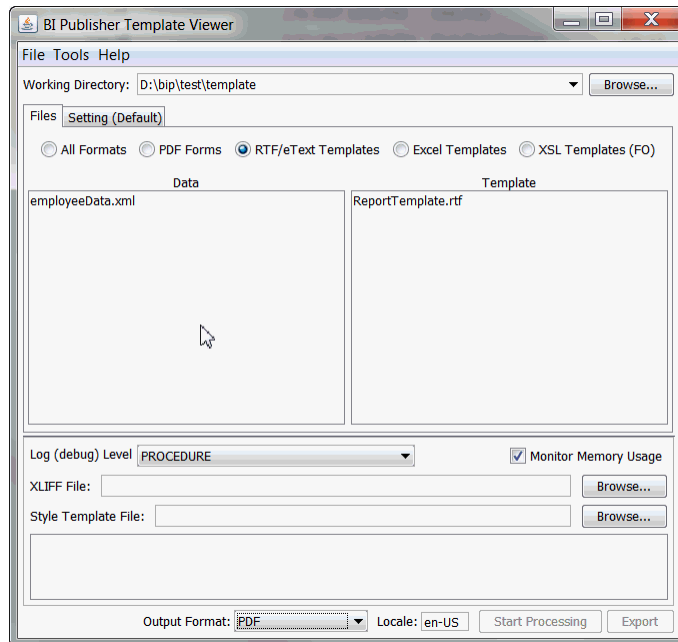 BI Publisher Template Viewer
File Tools Help
Working Directory: D:\bip\test\template Browse...
Files Setting (Default)
All Formats PDF Forms RTF/eText Templates Excel Templates XSL Templates (FO)
Data Template
employeeData.xml ReportTemplate.rtf
Log (debug) Level PROCEDURE Monitor Memory Usage
XLIFF File: Browse...
Style Template File: Browse...
Output Format: PDF Locale: en-US Start Processing Export